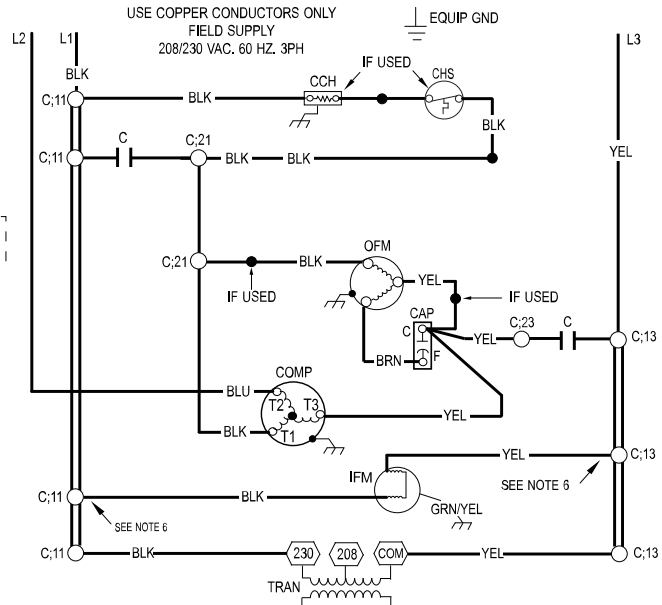 USE COPPER CONDUCTORS ONLY
FIELD SUPPLY
208/230 VAC. 60 HZ. 3PH
EQUIP GND
L2
L1
L3
BLK
IF USED
CCH
CHS
C;11
BLK
BLK
C;11
C
C;21
BLK
BLK
YEL
C;21
BLK
OFM
IF USED
YEL
IF USED
CAP
C
YEL
C;23
C
C;13
BRN
F
COMP
BLU
T2
T3
YEL
BLK
T1
YEL
C;13
IFM
SEE NOTE 6
C;11
BLK
GRN/YEL
SEE NOTE 6
C;11
BLK
230
208
COM
YEL
C;13
TRAN